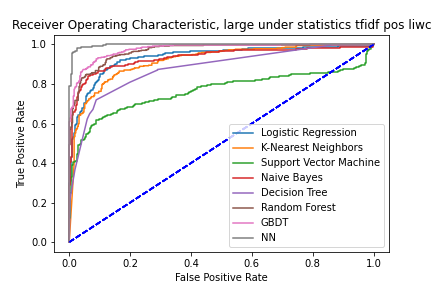 Receiver Operating Characteristic, large under statistics tfidf pos liwc
1.0
0.8
0.6
0.4
0.2
0.0
True Positive Rate
Logistic Regression
K-Nearest Neighbors
Support Vector Machine
Naive Bayes
Decision Tree
Random Forest
GBDT
NN
0.0 0.2 0.4 0.6 0.8 1.0
False Positive Rate